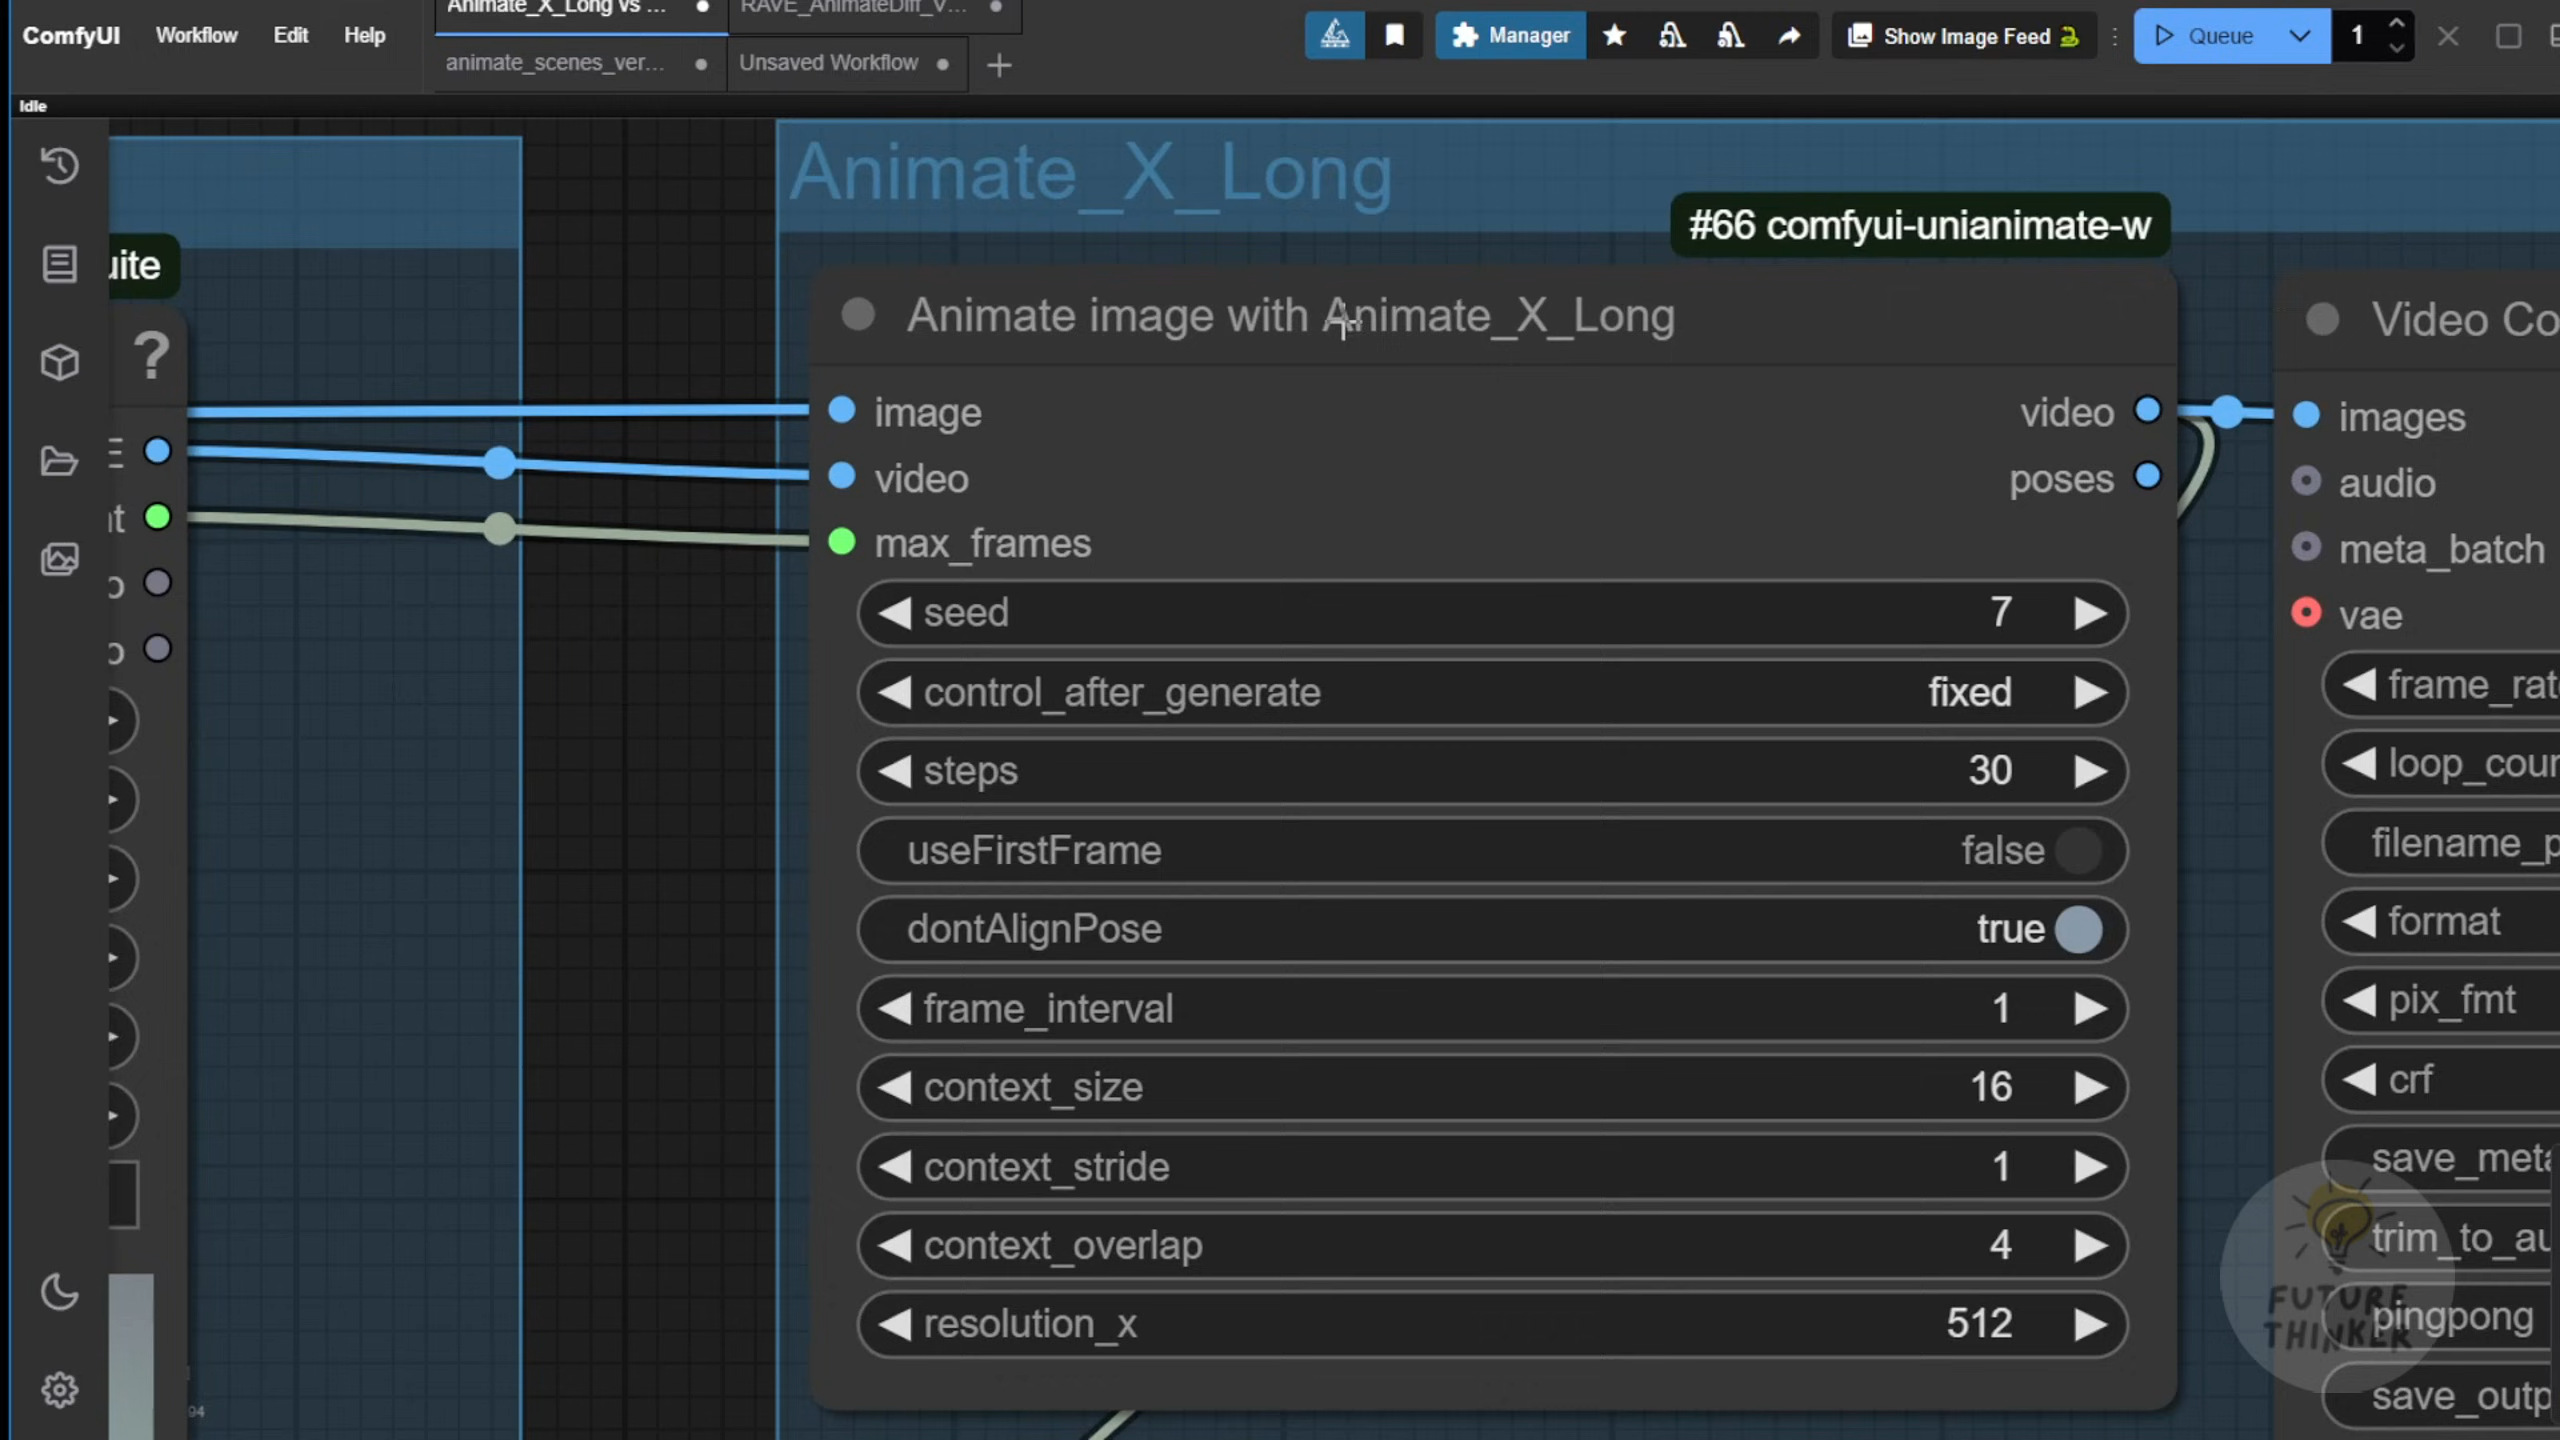 ComfyUI
Workflow
Edit
Help
Animate_X_Long vs ...
RAVE_AnimateDiff_V...
animate_scenes_ver...
Unsaved Workflow
Manager
Show Image Feed
Queue
1
Idle
Animate_X_Long
#66 comfyui-unianimate-w
uite
?
Animate image with Animate_X_Long
Video Co
image
video
images
E
video
poses
audio
max_frames
meta_batch
o
vae
o
seed
7
control_after_generate
fixed
frame_rat
steps
30
loop_coun
useFirstFrame
false
filename_p
dontAlignPose
true
format
frame_interval
1
pix_fmt
context_size
16
crf
context_stride
1
save_meta
context_overlap
4
trim_to_au
resolution_x
512
pingpong
save_outp
FUTURE
THINKER
94